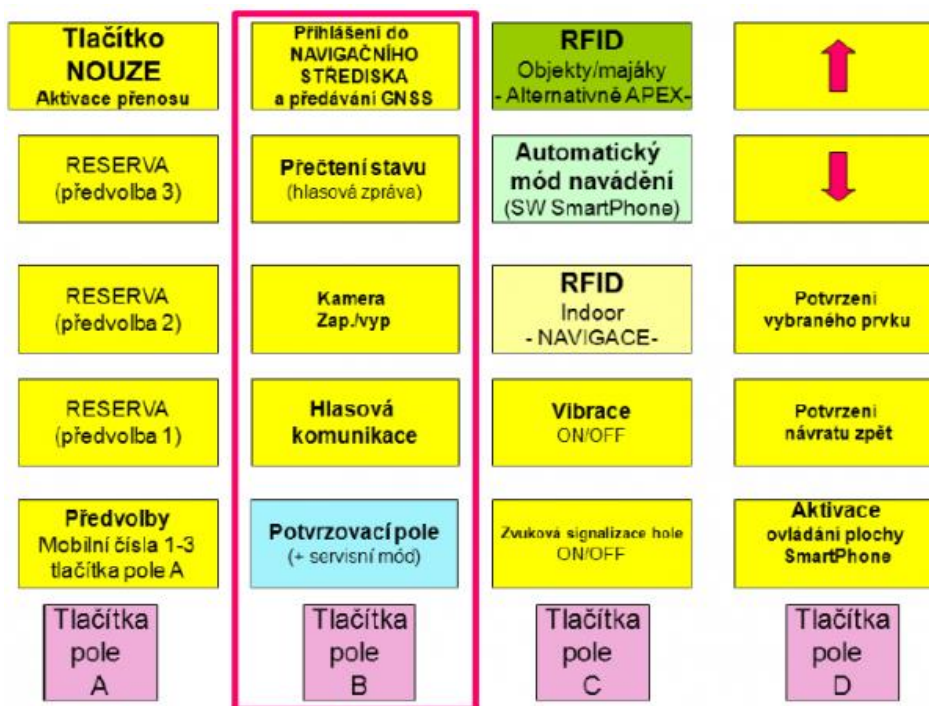 Tlačítko
NOUZE
Aktivace přenosu
Přihlášení do
NAVIGAČNÍHO
STŘEDISKA
a předávání GNSS
RFID
Objekty/majáky
- Alternativně APEX-
RESERVA
(předvolba 3)
Přečtení stavu
(hlasová zpráva)
Automatický
mód navádění
(SW SmartPhone)
RESERVA
(předvolba 2)
Kamera
Zap./vyp
RFID
Indoor
- NAVIGACE-
Potvrzení
vybraného prvku
RESERVA
(předvolba 1)
Hlasová
komunikace
Vibrace
ON/OFF
Potvrzení
návratu zpět
Předvolby
Mobilní čísla 1-3
tlačítka pole A
Potvrzovací pole
(+ servisní mód)
Zvuková signalizace hole
ON/OFF
Aktivace
ovládání plochy
SmartPhone
Tlačítka
pole
A
Tlačítka
pole
B
Tlačítka
pole
C
Tlačítka
pole
D